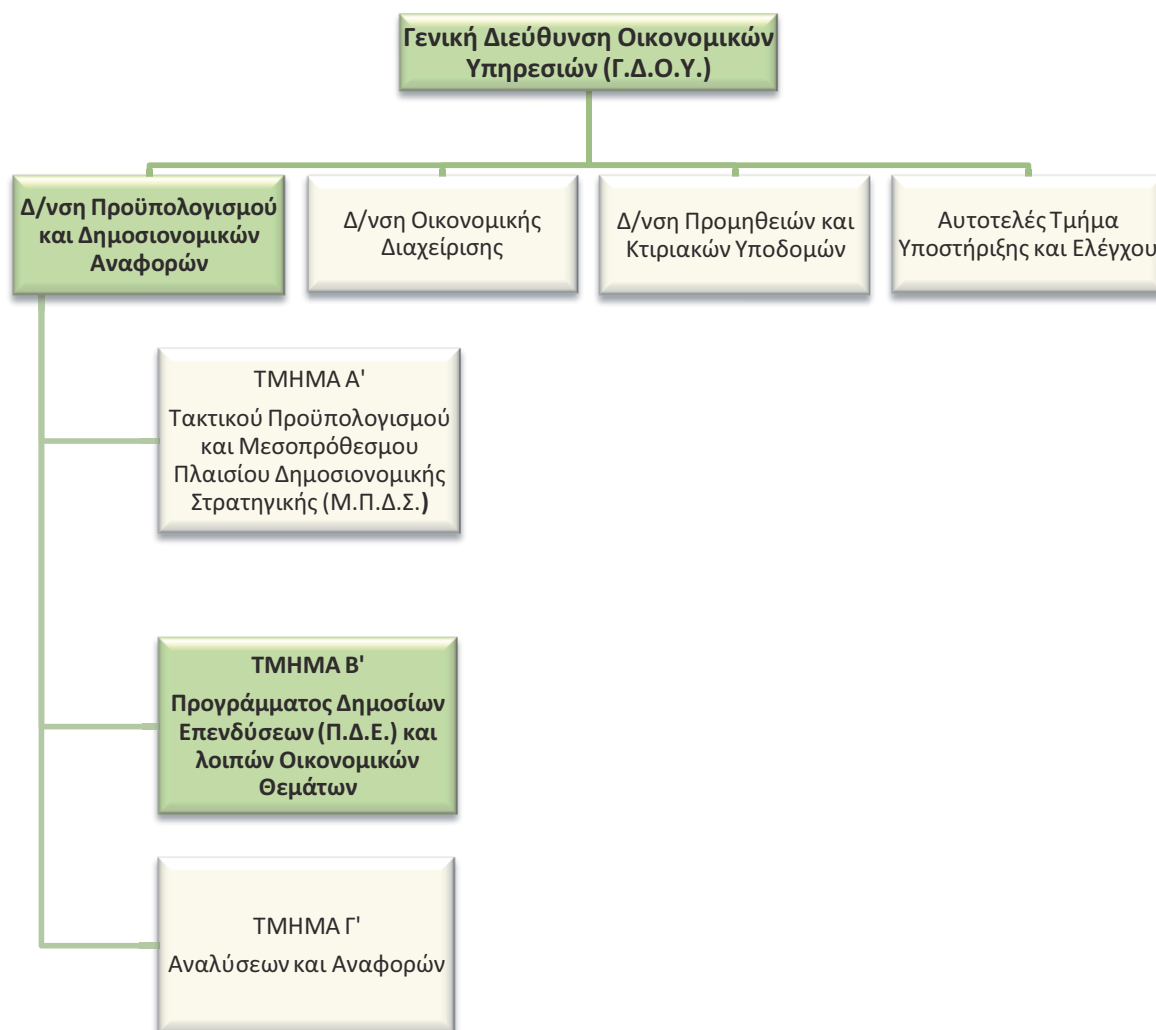 Γενική Διεύθυνση Οικονομικών
Υπηρεσιών (Γ.Δ.Ο.Υ.)
Δ/νση Προϋπολογισμού
και Δημοσιονομικών
Αναφορών
Δ/νση Οικονομικής
Διαχείρισης
Δ/νση Προμηθειών και
Κτιριακών Υποδομών
Αυτοτελές Τμήμα
Υποστήριξης και Ελέγχου
ΤΜΗΜΑ Α'
Τακτικού Προϋπολογισμού
και Μεσοπρόθεσμου
Πλαισίου Δημοσιονομικής
Στρατηγικής (Μ.Π.Δ.Σ.)
ΤΜΗΜΑ Β'
Προγράμματος Δημοσίων
Επενδύσεων (Π.Δ.Ε.) και
λοιπών Οικονομικών
Θεμάτων
ΤΜΗΜΑ Γ'
Αναλύσεων και Αναφορών